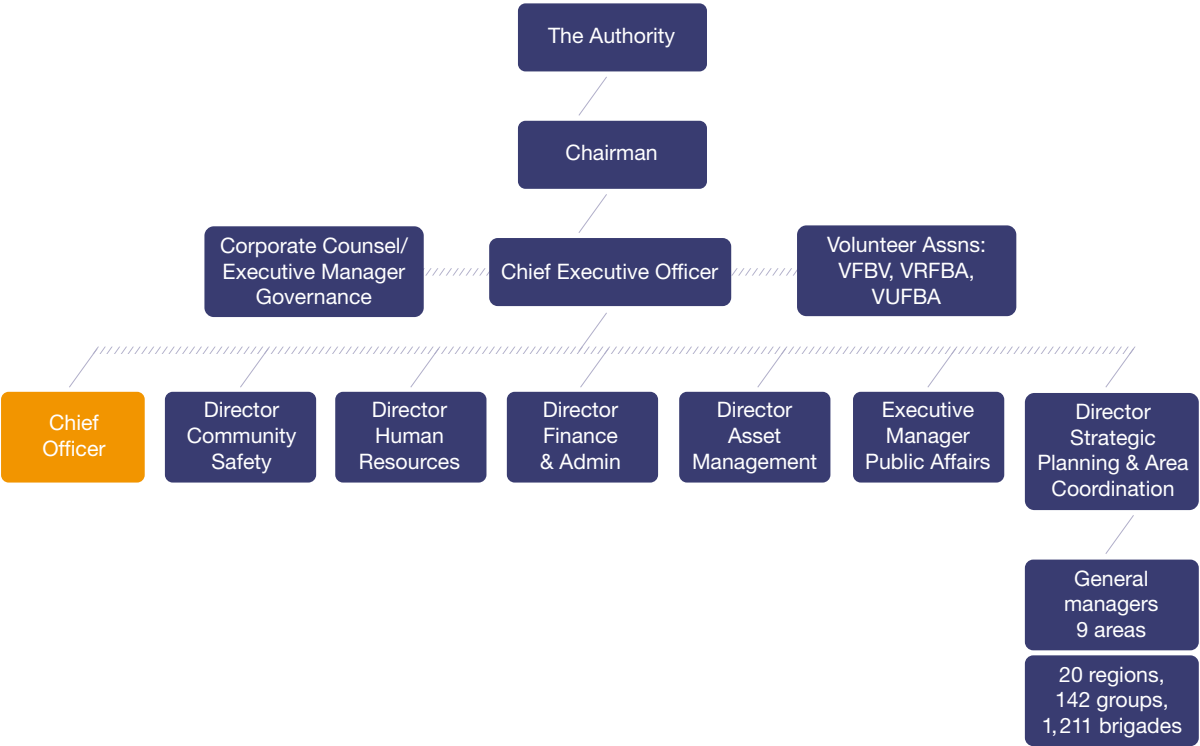 The Authority
Chairman
Corporate Counsel/
Executive Manager
Governance
Chief Executive Officer
Volunteer Assns:
VFBV, VRFBA,
VUFBA
Chief
Officer
Director
Community
Safety
Director
Human
Resources
Director
Finance
& Admin
Director
Asset
Management
Executive
Manager
Public Affairs
Director
Strategic
Planning & Area
Coordination
General
managers
9 areas
20 regions,
142 groups,
1,211 brigades